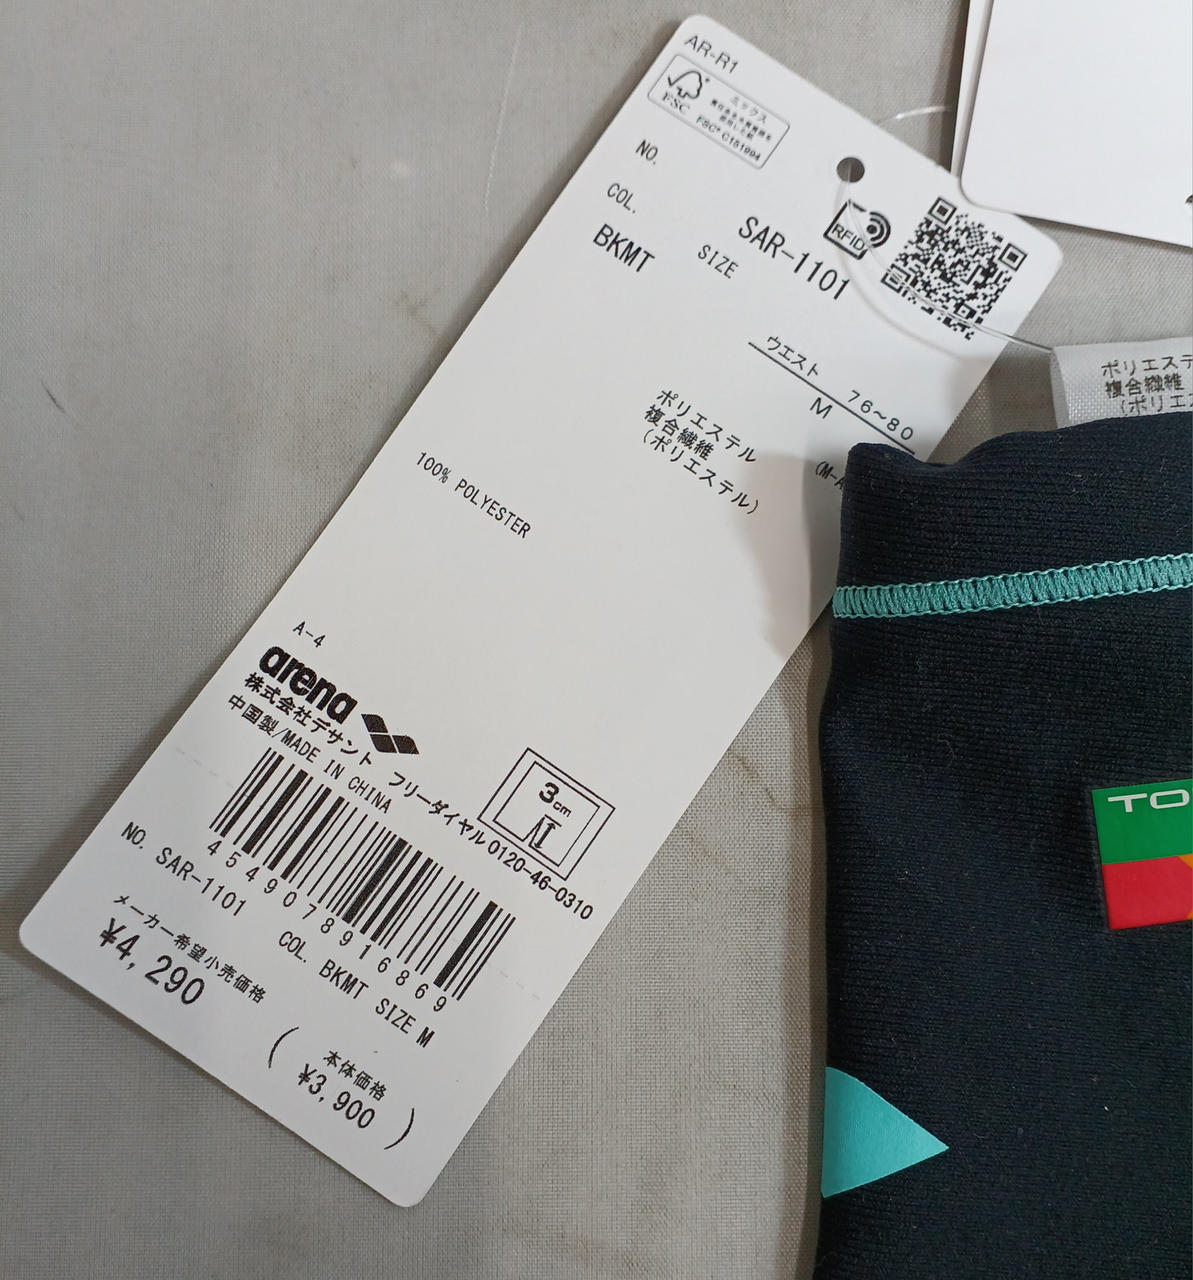 AR-R1
FSC
ミックス
責任ある木質資源を
使用した紙
FSC® C151994
NO.
SAR-1101
RFID
COL.
SIZE
BKMT
ウエスト 76~80
M
(M-A
ポリエステル
複合繊維
(ポリエステル)
100% POLYESTER
A-4
arena
株式会社デサント フリーダイヤル 0120-46-0310
中国製/MADE IN CHINA
3cm
4549078916869
NO. SAR-1101 COL. BKMT SIZE M
メーカー希望小売価格
¥4,290
(本体価格
¥3,900)
ポリエステ
複合繊維
(ポリエ
TO